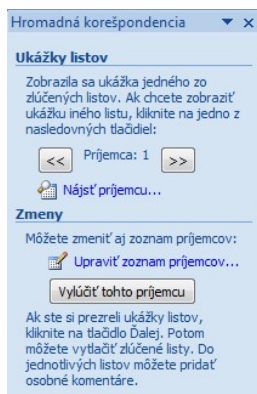 Hromadná korešpondencia
Ukážky listov
Zobrazila sa ukážka jedného zo
zlúčených listov. Ak chcete zobraziť
ukážku iného listu, kliknite na jedno z
nasledovných tlačidiel:
<< Príjemca: 1 >>
Nájsť príjemcu...
Zmeny
Môžete zmeniť aj zoznam príjemcov:
Upraviť zoznam príjemcov...
Vylúčiť tohto príjemcu
Ak ste si prezreli ukážky listov,
kliknite na tlačidlo Ďalej. Potom
môžete vytlačiť zlúčené listy. Do
jednotlivých listov môžete pridať
osobné komentáre.